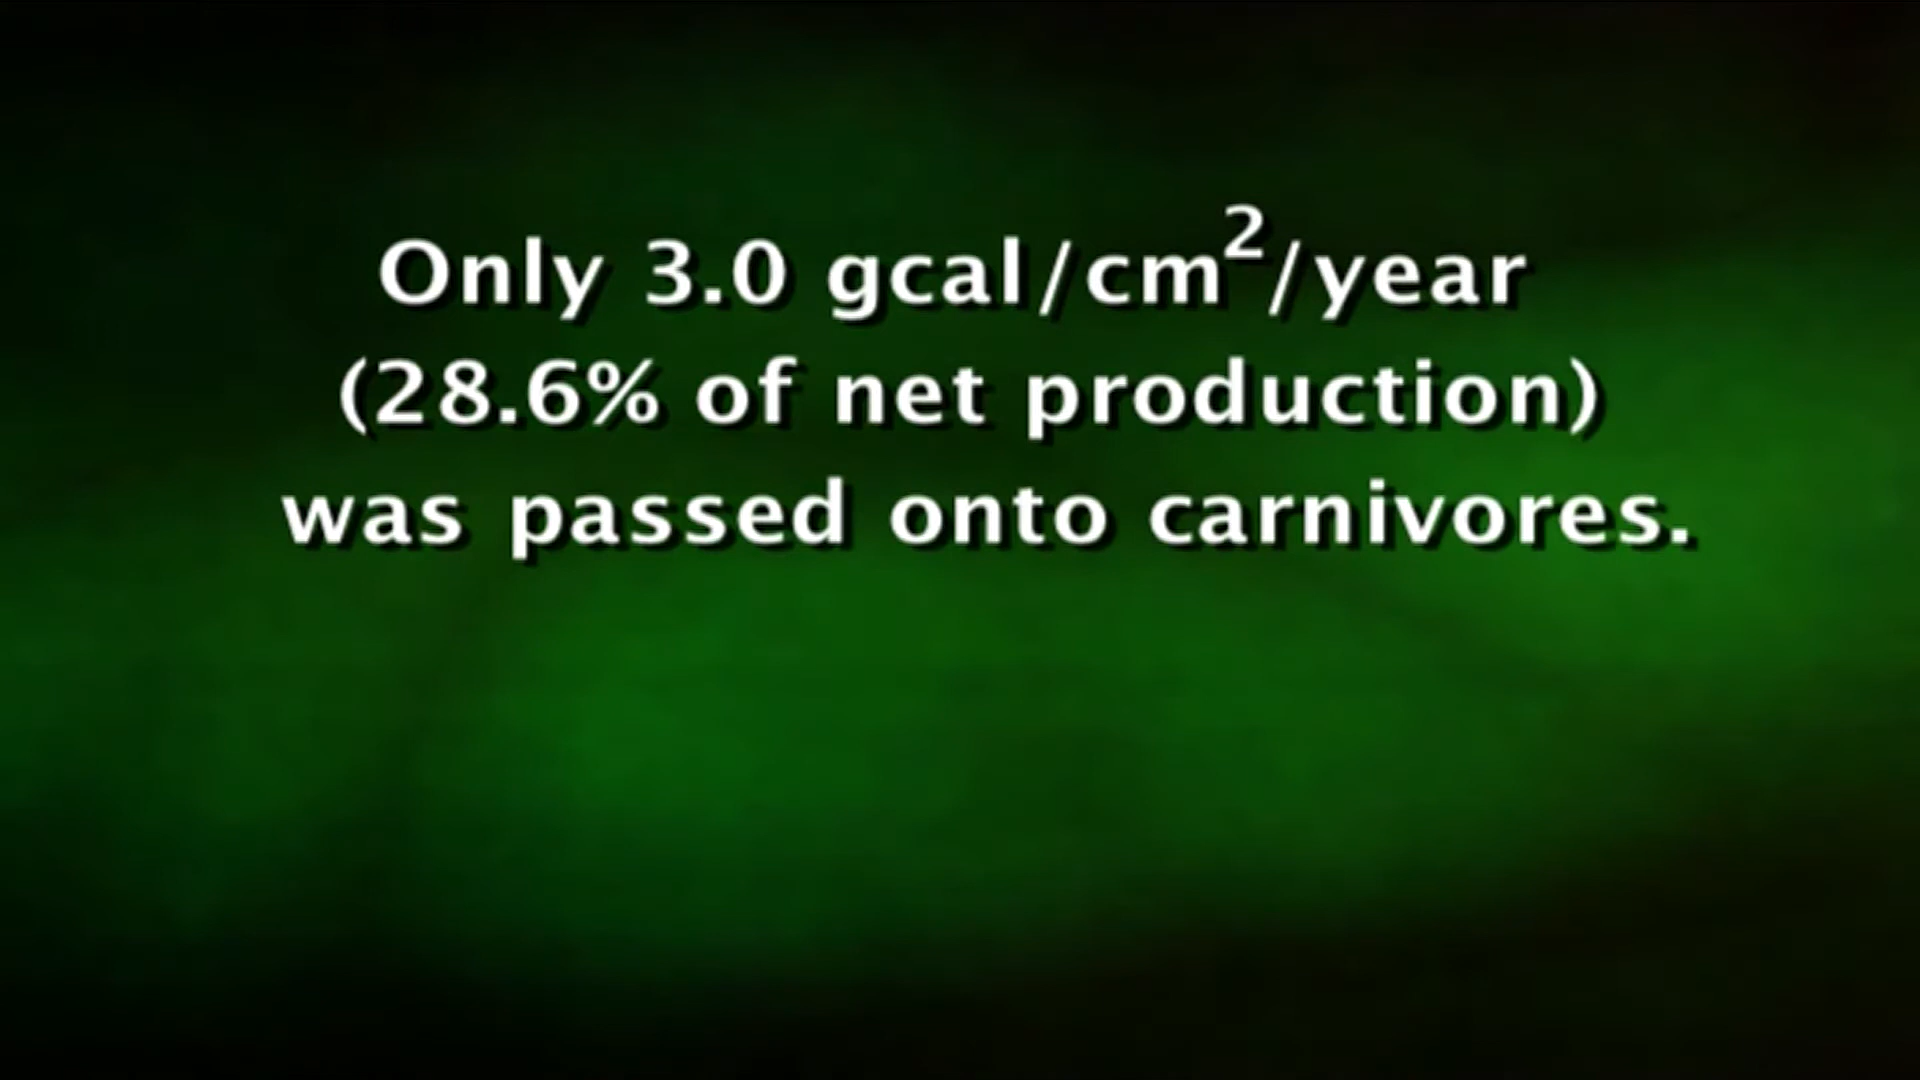 Only 3.0 gcal/cm²/year
(28.6% of net production)
was passed onto carnivores.